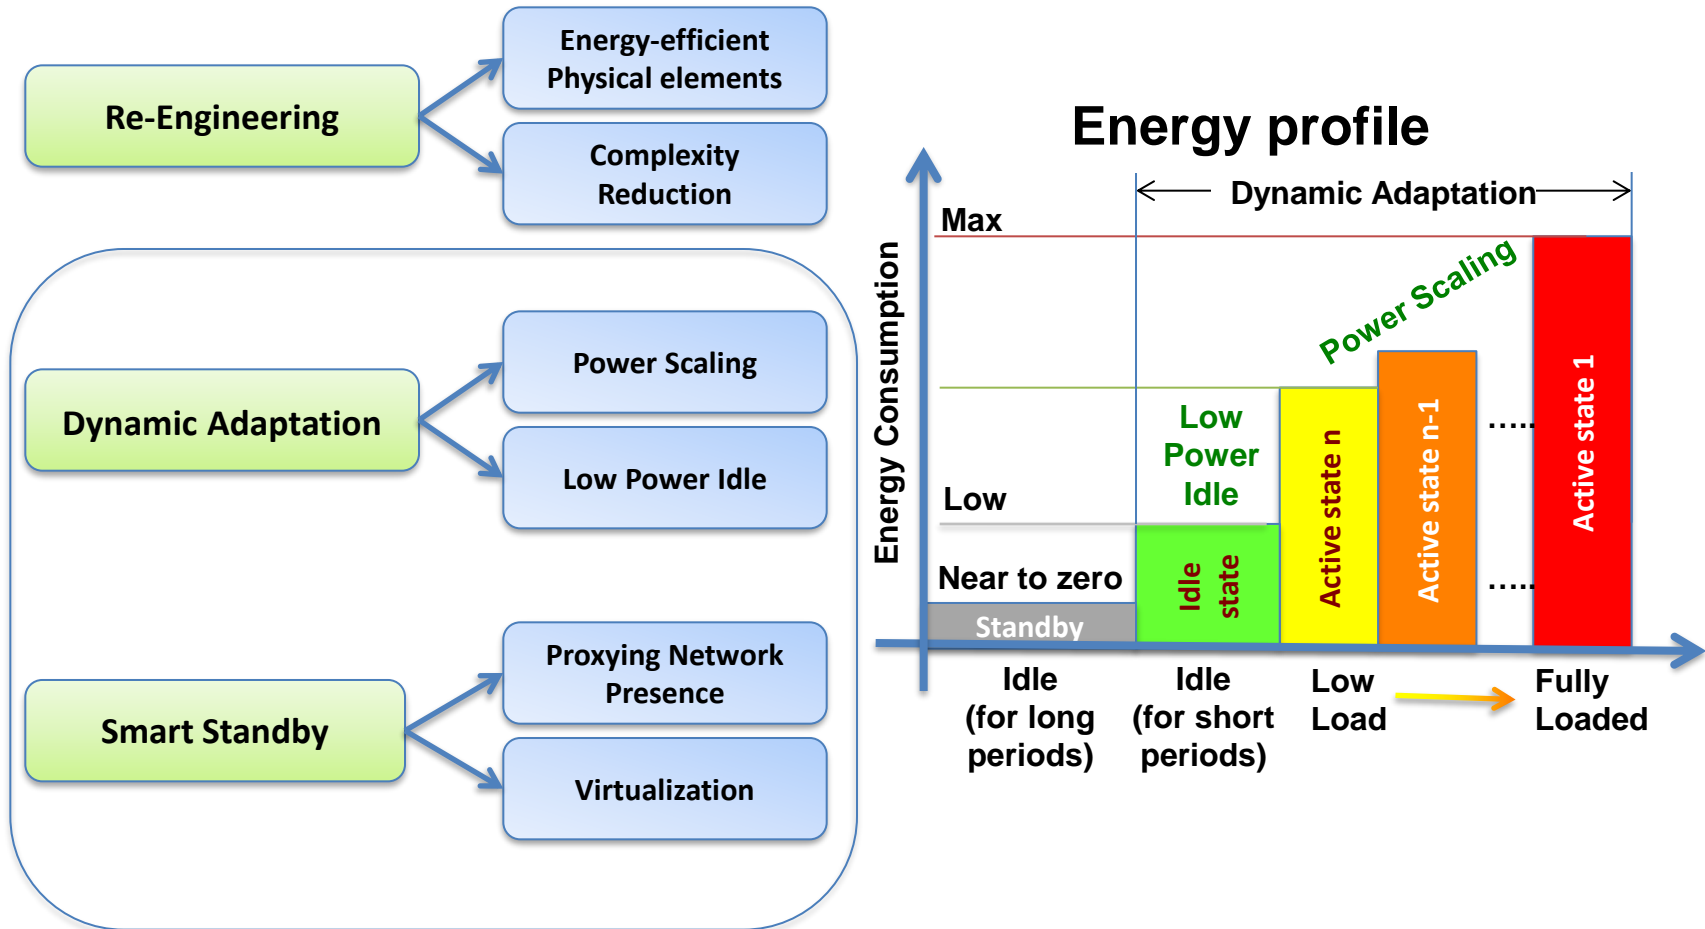 Re-Engineering
Energy-efficient
Physical elements
Complexity
Reduction
Dynamic Adaptation
Power Scaling
Low Power Idle
Smart Standby
Proxying Network
Presence
Virtualization
Energy profile
Dynamic Adaptation
Energy Consumption
Max
Power Scaling
Low
Power
Idle
Low
Near to zero
Standby
Idle
state
Active state n
Active state n-1
.....
.....
Active state 1
Idle
(for long
periods)
Idle
(for short
periods)
Low
Load
Fully
Loaded